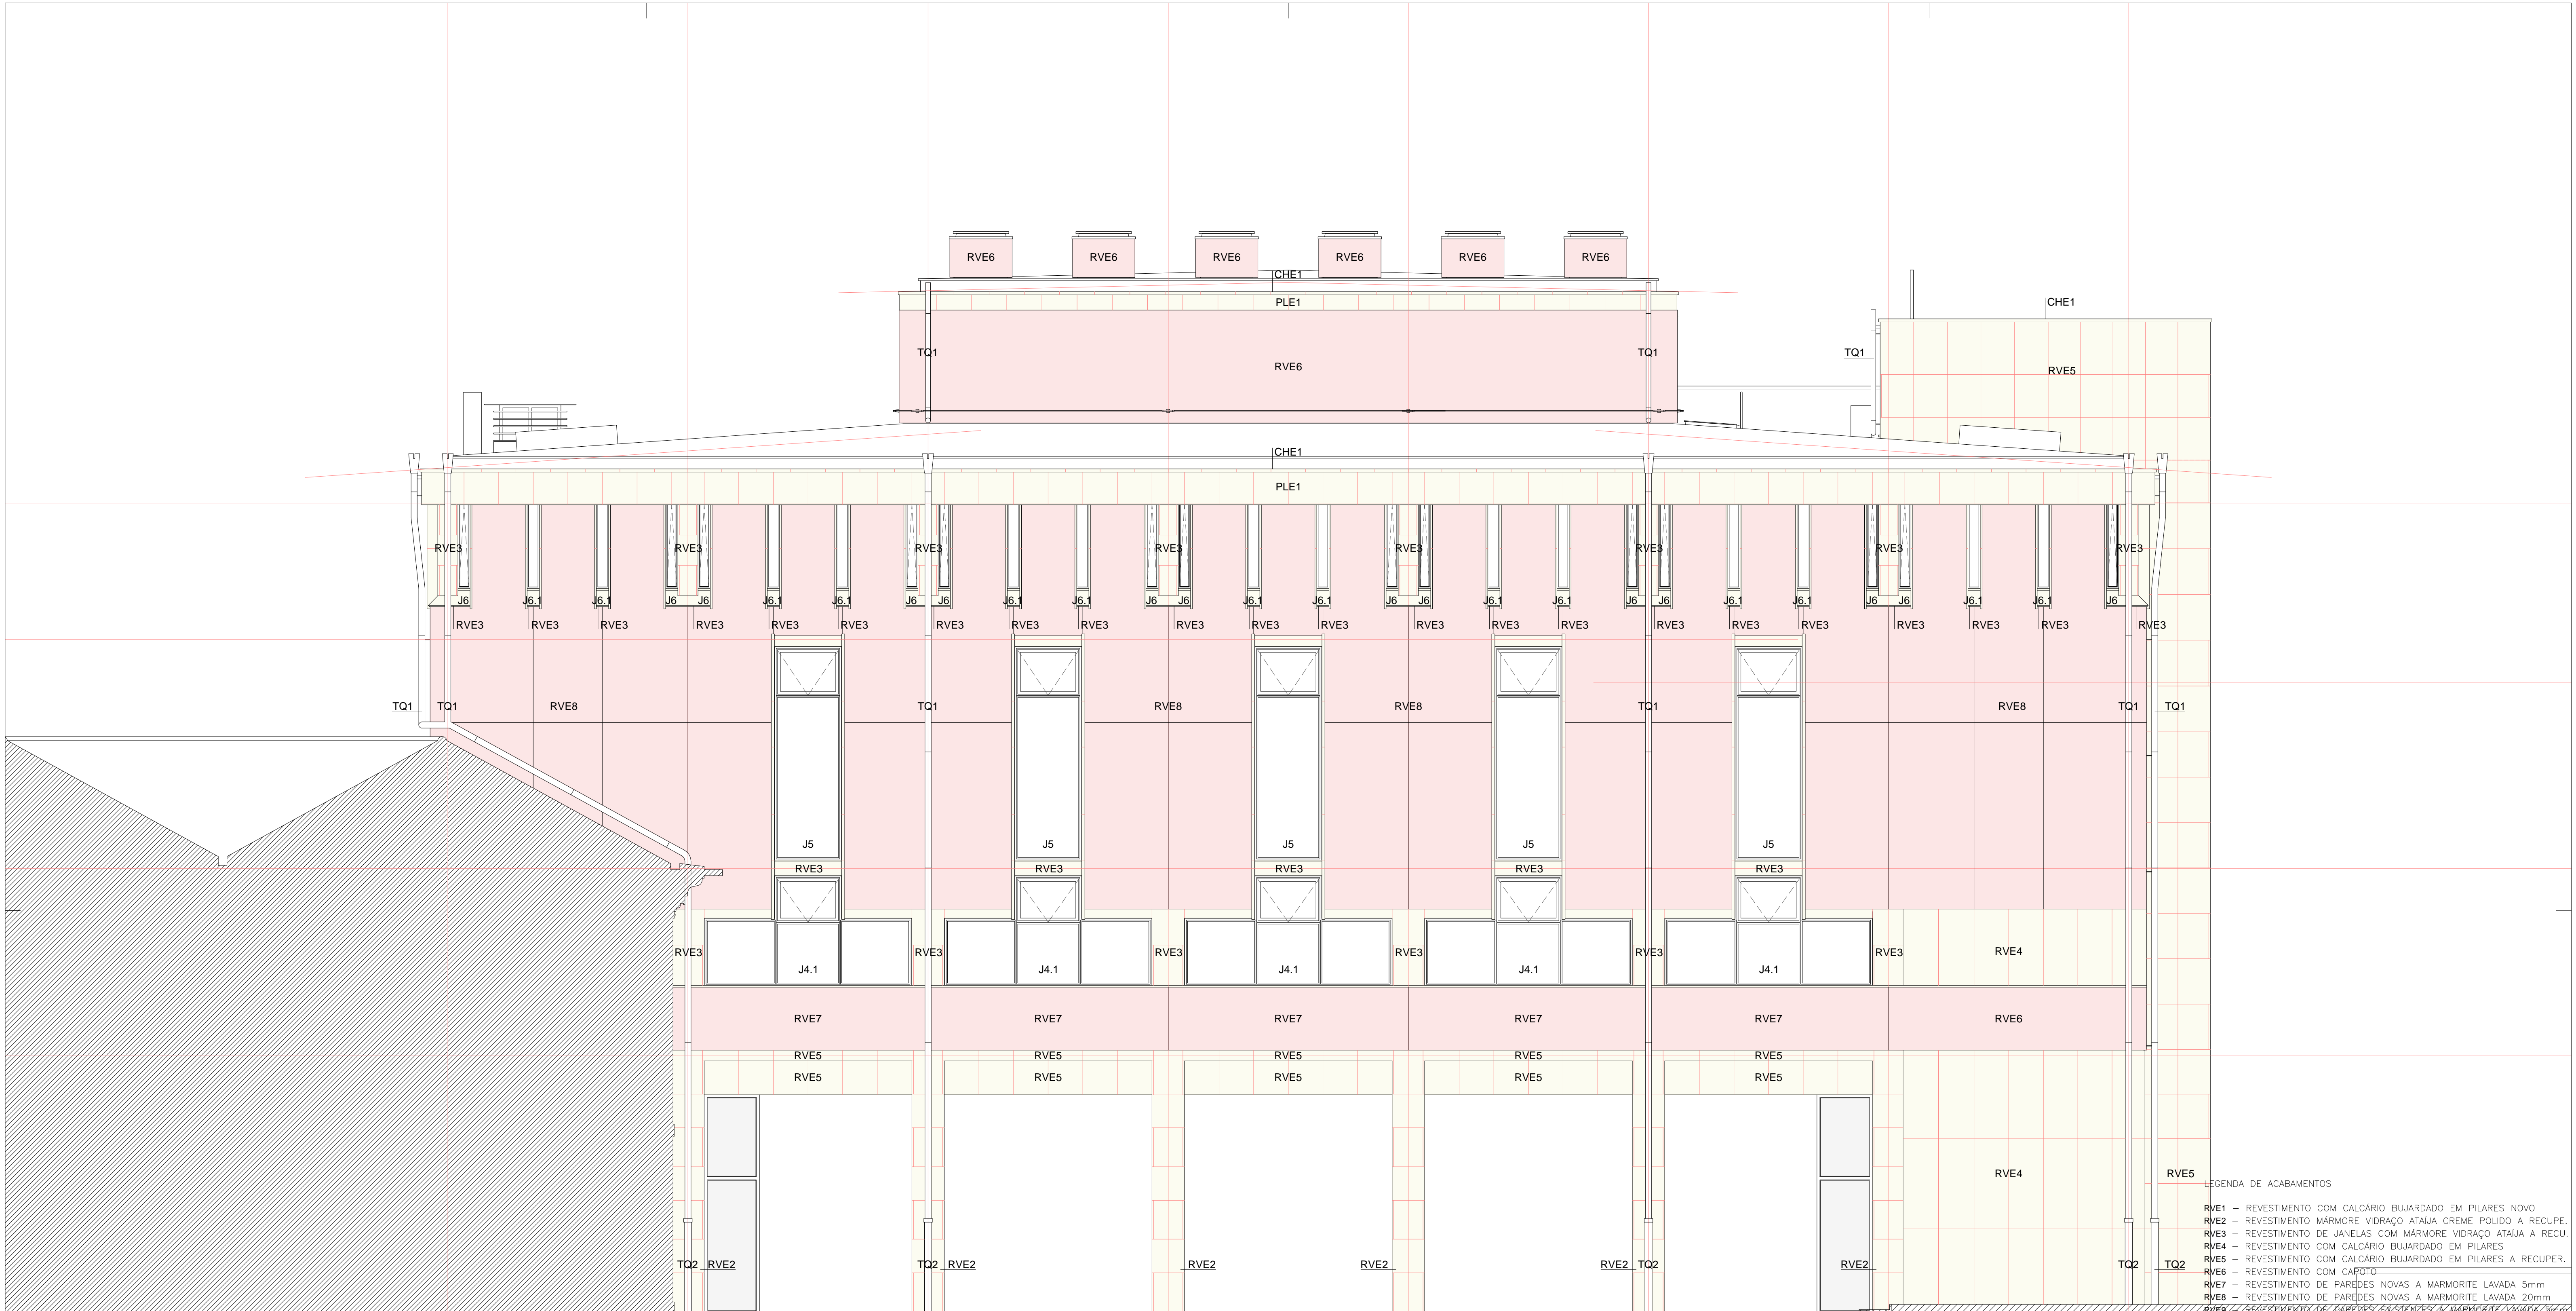 RVE6 RVE6 RVE6 RVE6 RVE6 RVE6
CHE1
PLE1
CHE1
TQ1 TQ1 TQ1
RVE6
RVE5
CHE1
PLE1
RVE3 RVE3 RVE3 RVE3 RVE3 RVE3 RVE3 RVE3
J6 J6.1 J6.1 J6 J6 J6.1 J6.1 J6 J6 J6.1 J6.1 J6 J6 J6.1 J6.1 J6 J6 J6.1 J6.1 J6 J6 J6.1 J6.1 J6 J6 J6.1 J6.1 J6
RVE3 RVE3 RVE3 RVE3 RVE3 RVE3 RVE3 RVE3 RVE3 RVE3 RVE3 RVE3 RVE3 RVE3 RVE3 RVE3 RVE3 RVE3 RVE3 RVE3 RVE3 RVE3
TQ1 TQ1 RVE8 TQ1 RVE8 RVE8 TQ1 RVE8 TQ1 TQ1
J5 J5 J5 J5 J5
RVE3 RVE3 RVE3 RVE3 RVE3
RVE3 RVE3 RVE3 RVE3 RVE3 RVE3 RVE4
J4.1 J4.1 J4.1 J4.1 J4.1
RVE7 RVE7 RVE7 RVE7 RVE7 RVE6
RVE5 RVE5 RVE5 RVE5 RVE5
RVE5 RVE5 RVE5 RVE5 RVE5
RVE4 RVE5
TQ2 RVE2 TQ2 RVE2 RVE2 RVE2 RVE2 TQ2 RVE2 TQ2 TQ2
LEGENDA DE ACABAMENTOS
RVE1 – REVESTIMENTO COM CALCÁRIO BUJARDADO EM PILARES NOVO
RVE2 – REVESTIMENTO MÁRMORE VIDRAÇO ATAÍJA CREME POLIDO A RECUPE.
RVE3 – REVESTIMENTO DE JANELAS COM MÁRMORE VIDRAÇO ATAÍJA A RECU.
RVE4 – REVESTIMENTO COM CALCÁRIO BUJARDADO EM PILARES
RVE5 – REVESTIMENTO COM CALCÁRIO BUJARDADO EM PILARES A RECUPER.
RVE6 – REVESTIMENTO COM CAPOTO
RVE7 – REVESTIMENTO DE PAREDES NOVAS A MARMORITE LAVADA 5mm
RVE8 – REVESTIMENTO DE PAREDES NOVAS A MARMORITE LAVADA 20mm
RVE9 – REVESTIMENTO DE PAREDES EXISTENTES A MARMORITE LAVADA 5mm